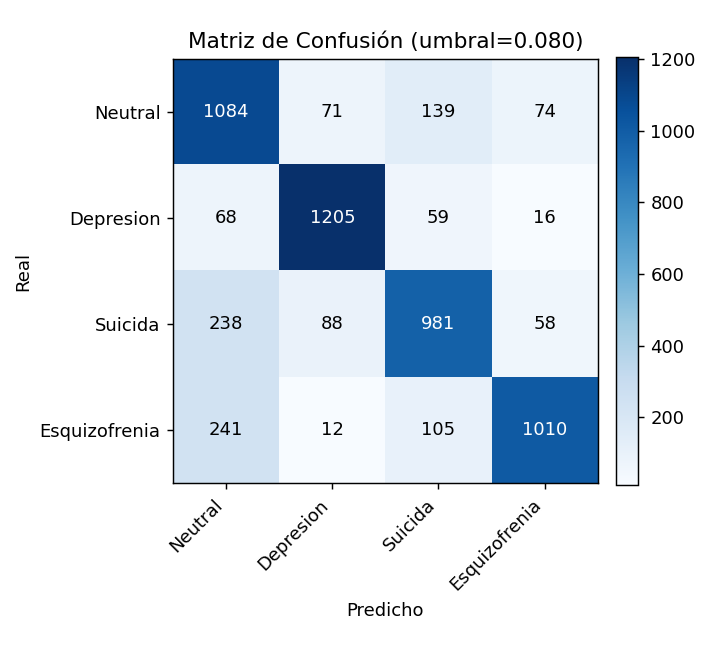 Matriz de Confusión (umbral=0.080)
Neutral 1084 71 139 74
Depresion 68 1205 59 16
Suicida 238 88 981 58
Esquizofrenia 241 12 105 1010
Real
Neutral Depresion Suicida Esquizofrenia
Predicho
1200
1000
800
600
400
200